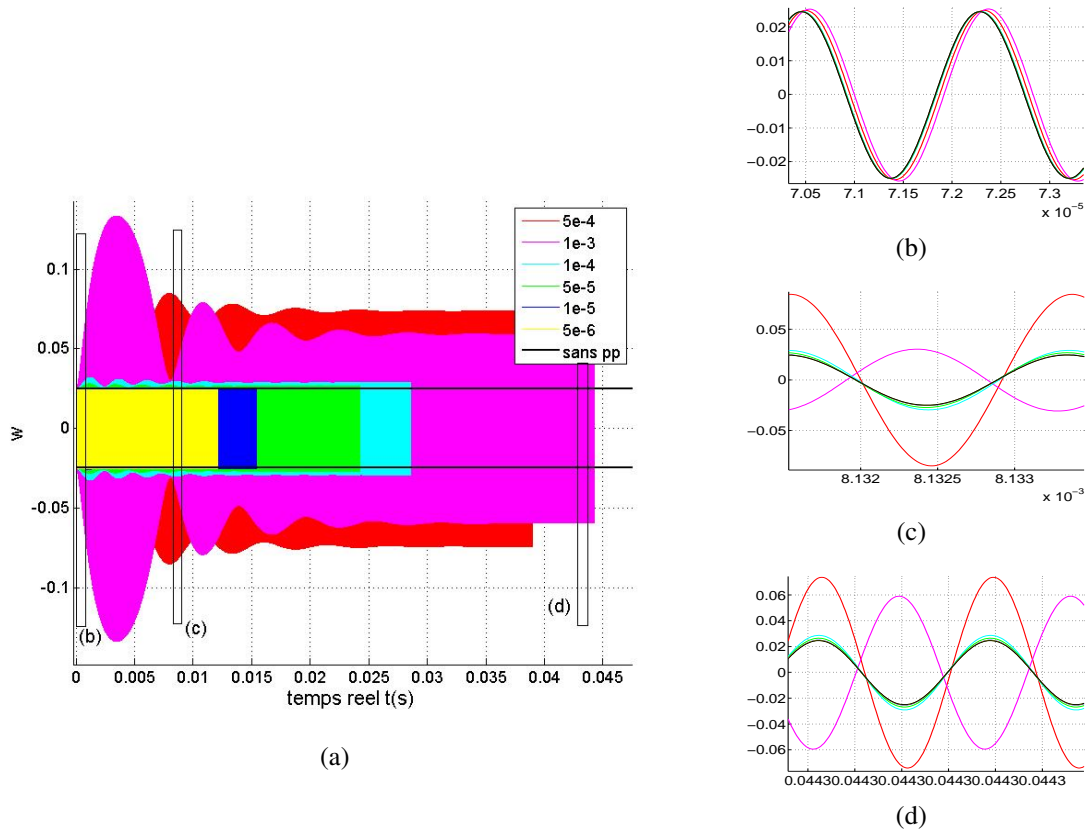 0.1
0.05
0
-0.05
-0.1
w
5e-4
1e-3
1e-4
5e-5
1e-5
5e-6
sans pp
(b)
(c)
(d)
0 0.005 0.01 0.015 0.02 0.025 0.03 0.035 0.04 0.045
temps reel t(s)
(a)
0.02
0.01
0
−0.01
−0.02
7.05 7.1 7.15 7.2 7.25 7.3
x 10⁻⁵
(b)
0.05
0
−0.05
8.132 8.1325 8.133
x 10⁻³
(c)
0.06
0.04
0.02
0
−0.02
−0.04
−0.06
0.04430.04430.04430.04430.04430.0443
(d)